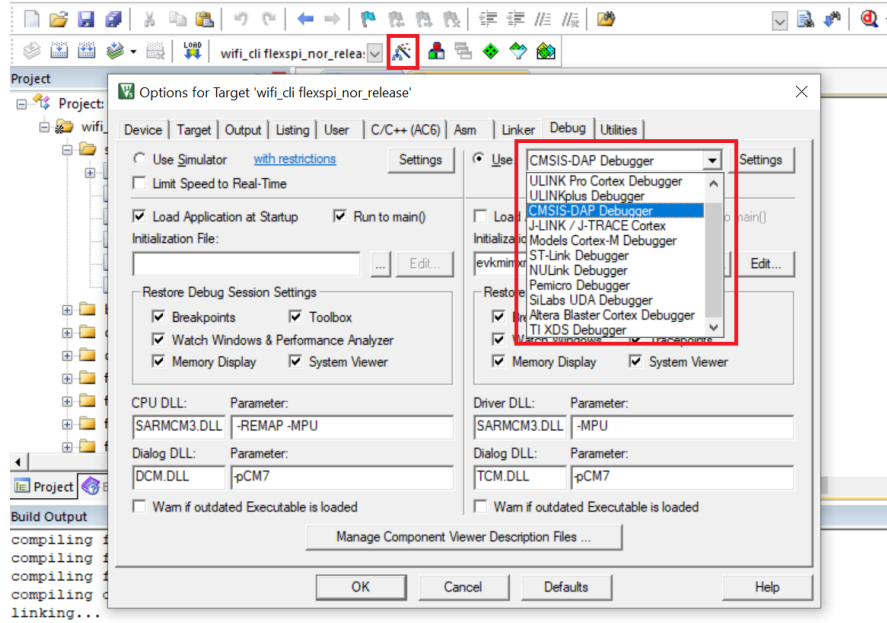 LOAD
wifi_cli flexspi_nor_relea:
Project
Project:
wifi_
Options for Target 'wifi_cli flexspi_nor_release'
Device Target Output Listing User C/C++ (AC6) Asm Linker Debug Utilities
Use Simulator with restrictions Settings Use CMSIS-DAP Debugger Settings
Limit Speed to Real-Time
ULINK Pro Cortex Debugger
ULINKplus Debugger
CMSIS-DAP Debugger
J-LINK / J-TRACE Cortex
Models Cortex-M Debugger
ST-Link Debugger
NULink Debugger
Pemicro Debugger
SiLabs UDA Debugger
Altera Blaster Cortex Debugger
TI XDS Debugger
Load Application at Startup Run to main() Load main()
Initialization File: Initializatio
... Edit... evkmimxr Edit...
Restore Debug Session Settings Restore
Breakpoints Toolbox
Watch Windows & Performance Analyzer Watch Windows Tracepoints
Memory Display System Viewer Memory Display System Viewer
CPU DLL: Parameter: Driver DLL: Parameter:
SARMCM3.DLL -REMAP -MPU SARMCM3.DLL -MPU
Dialog DLL: Parameter: Dialog DLL: Parameter:
DCM.DLL -pCM7 TCM.DLL -pCM7
Warn if outdated Executable is loaded Warn if outdated Executable is loaded
Manage Component Viewer Description Files ...
OK Cancel Defaults Help
Project
Build Output
compiling f
compiling f
compiling f
compiling c
linking...